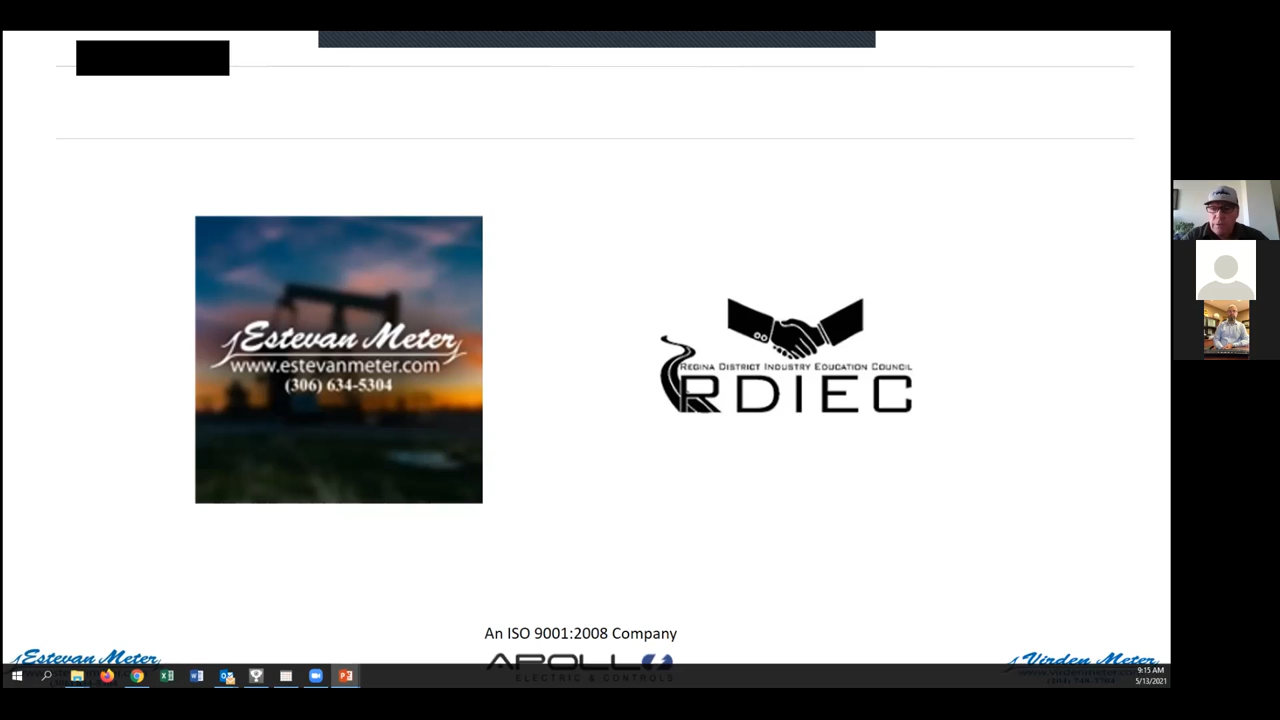 Estevan Meter
www.estevanmeter.com
(306) 634-5304
REGINA DISTRICT INDUSTRY EDUCATION COUNCIL
RDIEC
An ISO 9001:2008 Company
Estevan Meter
APOLLO
ELECTRIC & CONTROLS
Virden Meter
9:15 AM
5/13/2021